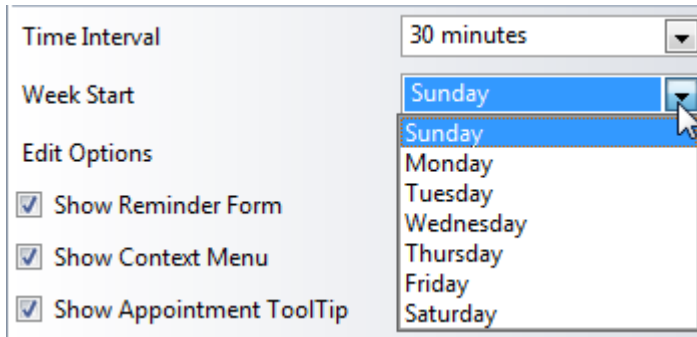 Time Interval 30 minutes
Week Start Sunday
Sunday
Monday
Edit Options
Tuesday
Wednesday
Show Reminder Form
Thursday
Show Context Menu
Friday
Show Appointment ToolTip
Saturday